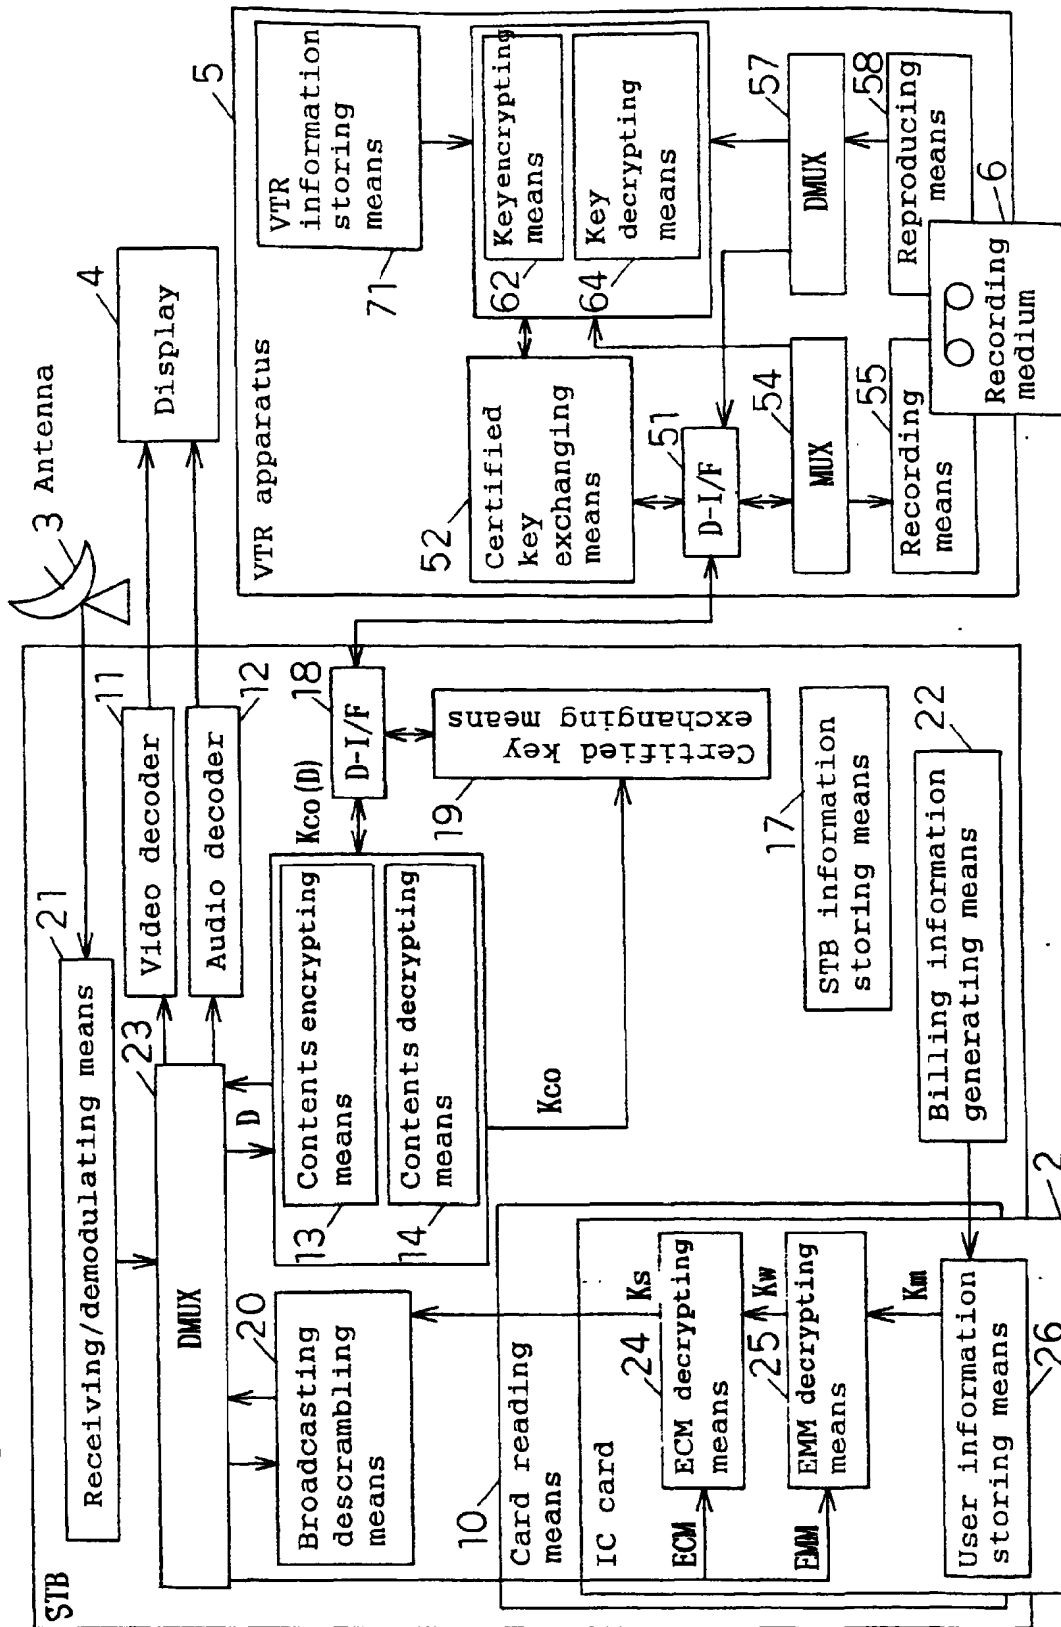 STB
Receiving/demodulating means
21
3 Antenna
DMUX
23
Video decoder
11
Audio decoder
12
4
Display
Broadcasting
descrambling
means
20
D
Contents encrypting
means
13
Contents decrypting
means
14
Kco(D)
D-I/F
18
Certified key
exchanging means
19
Kco
10
Card reading
means
IC card
ECM
ECM decrypting
means
24
Ks
EMM
EMM decrypting
means
25
Kw
Km
User information
storing means
26
2
17
STB information
storing means
Billing information
generating means
22
VTR apparatus
5
VTR
information
storing
means
71
52
Certified
key
exchanging
means
Keyencrypting
means
62
Key
decrypting
means
64
D-I/F
51
MUX
54
DMUX
57
Recording
means
55
Reproducing
means
58
Recording
medium
6